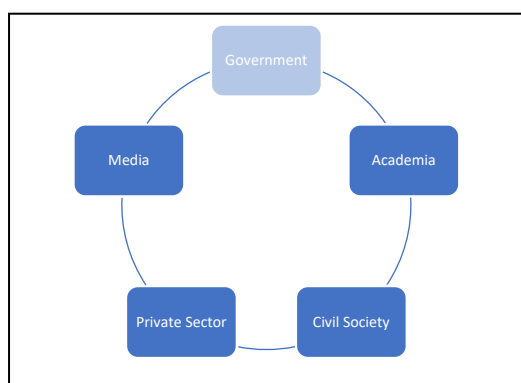 Government
Media
Academia
Private Sector
Civil Society